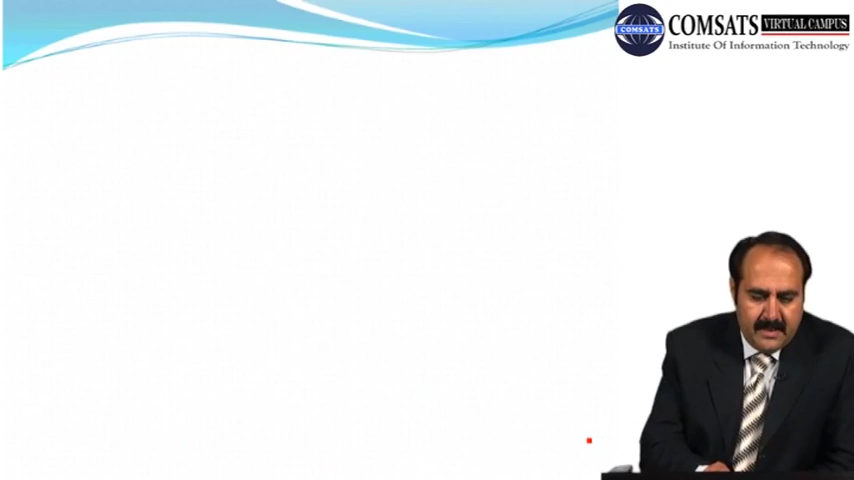 COMSATS VIRTUAL CAMPUS
Institute Of Information Technology
COMSATS